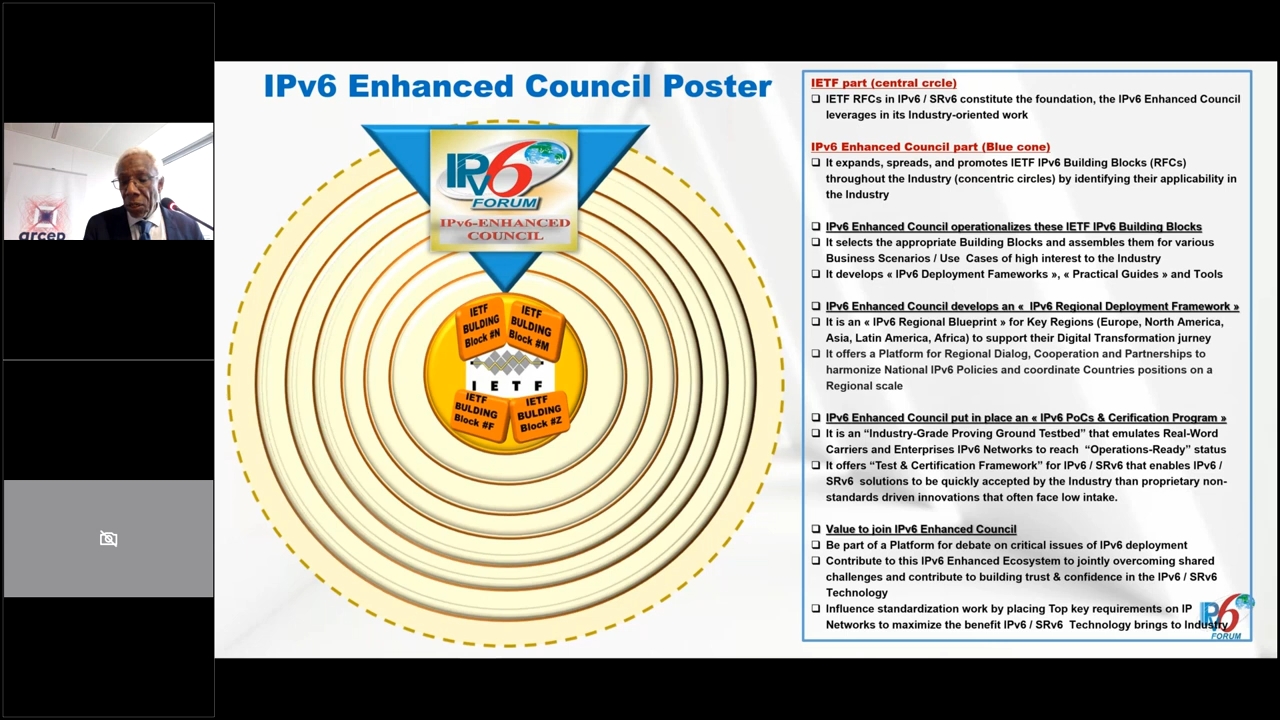 arcep
IPv6 Enhanced Council Poster
IPv6
FORUM
IPv6-ENHANCED
COUNCIL
IETF
BULDING
Block #N
IETF
BULDING
Block #M
I E T F
IETF
BULDING
Block #F
IETF
BULDING
Block #Z
IETF part (central crcle)
IETF RFCs in IPv6 / SRv6 constitute the foundation, the IPv6 Enhanced Council
leverages in its Industry-oriented work
IPv6 Enhanced Council part (Blue cone)
It expands, spreads, and promotes IETF IPv6 Building Blocks (RFCs)
throughout the Industry (concentric circles) by identifying their applicability in
the Industry
IPv6 Enhanced Council operationalizes these IETF IPv6 Building Blocks
It selects the appropriate Building Blocks and assembles them for various
Business Scenarios / Use Cases of high interest to the Industry
It develops « IPv6 Deployment Fameworks », « Practical Guides » and Tools
IPv6 Enhanced Council develops an « IPv6 Regional Deployment Framework »
It is an « IPv6 Regional Blueprint » for Key Regions (Europe, North America,
Asia, Latin America, Africa) to support their Digital Transformation jurney
It offers a Platform for Regional Dialog, Cooperation and Partnerships to
harmonize National IPv6 Policies and coordinate Countries positions on a
Regional scale
IPv6 Enhanced Council put in place an « IPv6 PoCs & Cerification Program »
It is an “Industry-Grade Proving Ground Testbed” that emulates Real-Word
Carriers and Enterprises IPv6 Networks to reach “Operations-Ready” status
It offers “Test & Certification Framework” for IPv6 / SRv6 that enables IPv6 /
SRv6 solutions to be quickly accepted by the Industry than proprietary non-
standards driven innovations that often face low intake.
Value to join IPv6 Enhanced Council
Be part of a Platform for debate on critical issues of IPv6 deployment
Contribute to this IPv6 Enhanced Ecosystem to jointly overcoming shared
challenges and contribute to building trust & confidence in the IPv6 / SRv6
Technology
Influence standardization work by placing Top key requirements on IP
Networks to maximize the benefit IPv6 / SRv6 Technology brings to Industry
IPv6
FORUM